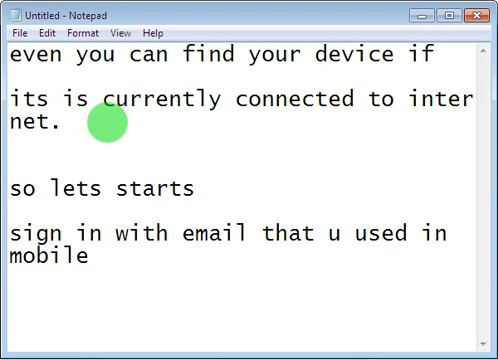 Untitled - Notepad
File Edit Format View Help
even you can find your device if
its is currently connected to inter
net.
so lets starts
sign in with email that u used in
mobile